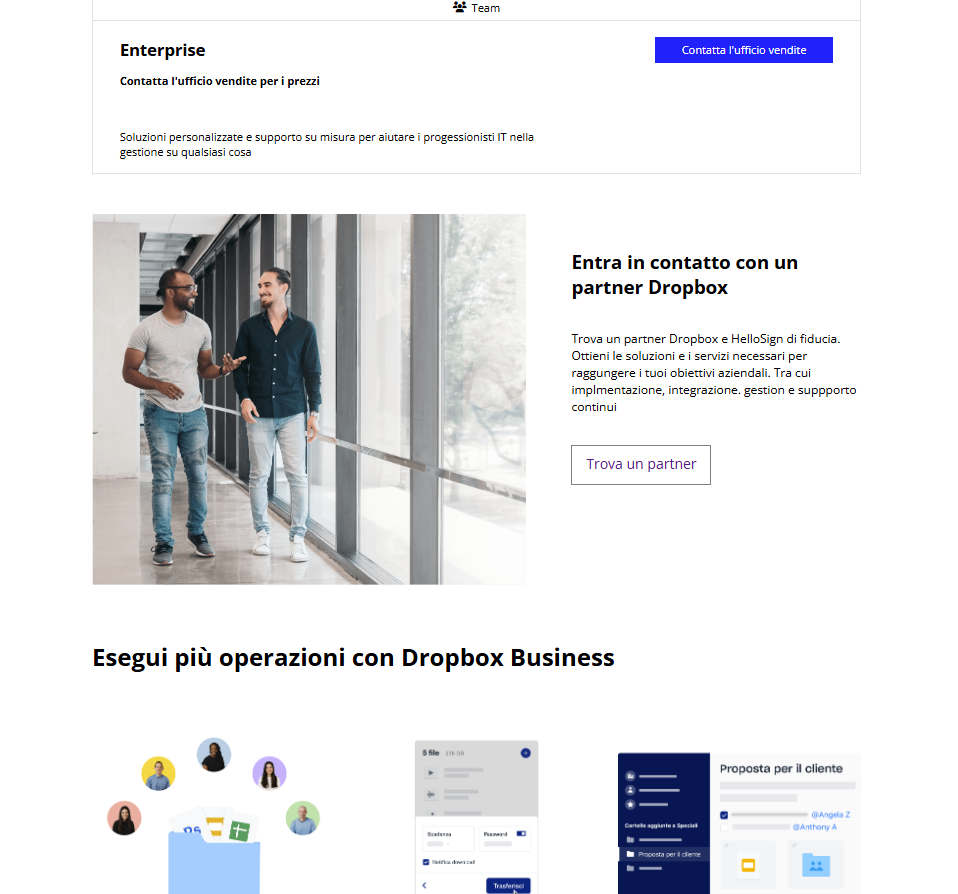 Team
Enterprise
Contatta l'ufficio vendite
Contatta l'ufficio vendite per i prezzi
Soluzioni personalizzate e supporto su misura per aiutare i progessionisti IT nella
gestione su qualsiasi cosa
Entra in contatto con un
partner Dropbox
Trova un partner Dropbox e HelloSign di fiducia.
Ottieni le soluzioni e i servizi necessari per
raggungere i tuoi obiettivi aziendali. Tra cui
implmentazione, integrazione. gestion e suppporto
continui
Trova un partner
Esegui più operazioni con Dropbox Business
5 file
Scadenza
Password
Notifica download
Trasferisci
Proposta per il cliente
@Angela Z
@Anthony A
Cartelle aggiunte a Speciali
Proposta per il cliente